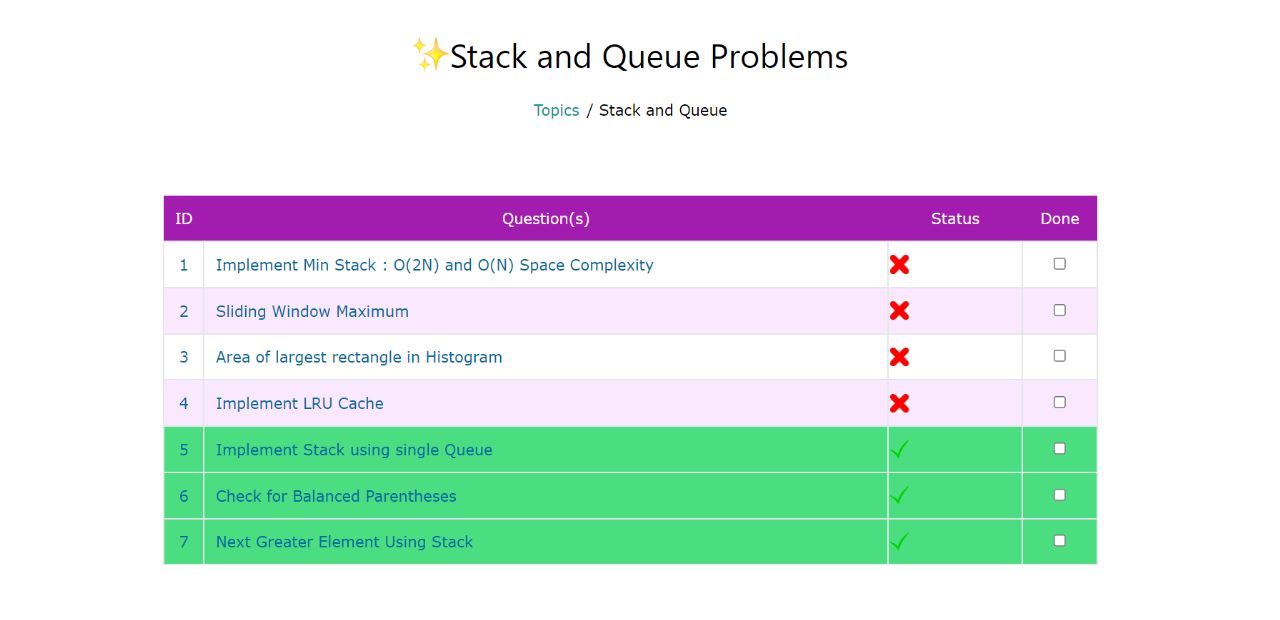 ✨Stack and Queue Problems
Topics / Stack and Queue
ID Question(s) Status Done
1 Implement Min Stack : O(2N) and O(N) Space Complexity ❌
2 Sliding Window Maximum ❌
3 Area of largest rectangle in Histogram ❌
4 Implement LRU Cache ❌
5 Implement Stack using single Queue ✓
6 Check for Balanced Parentheses ✓
7 Next Greater Element Using Stack ✓